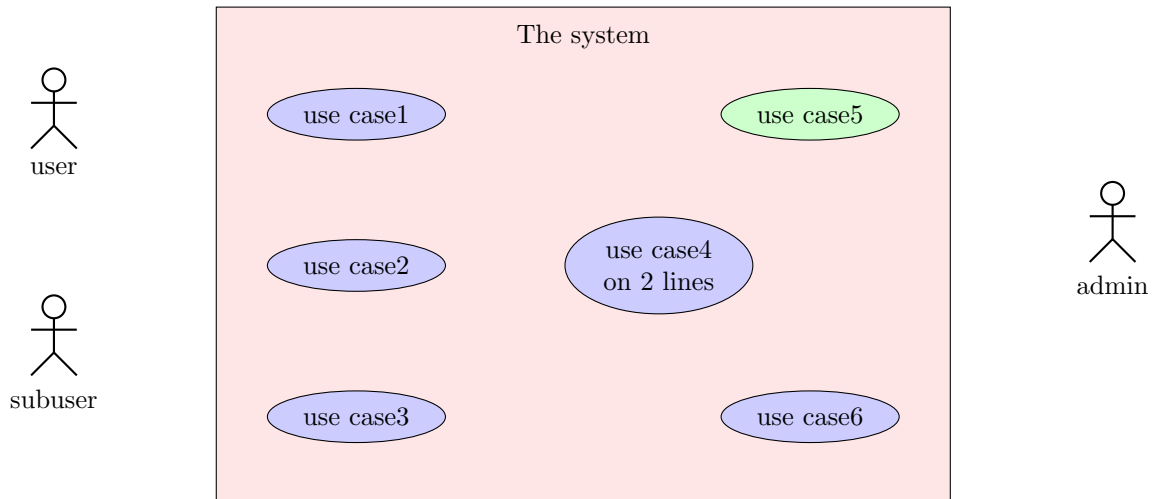 The system
user
use case1
use case5
use case2
use case4
on 2 lines
admin
subuser
use case3
use case6